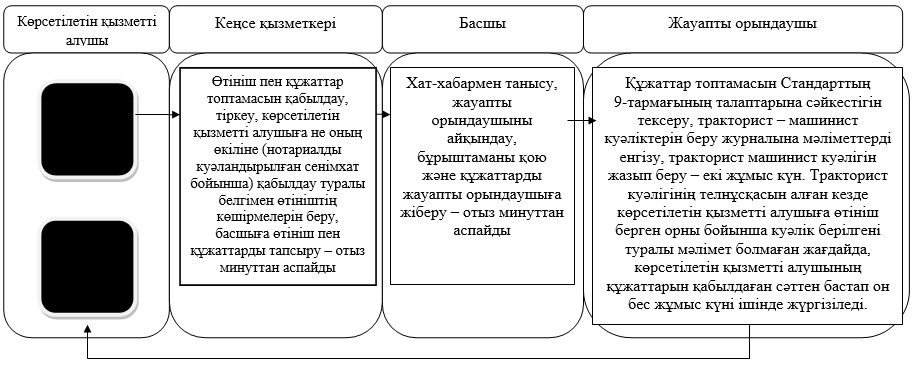 Көрсетілетін қызметті
алушы
Кеңсе қызметкері
Басшы
Жауапты орындаушы
Өтініш пен құжаттар
топтамасын қабылдау,
тіркеу, көрсетілетін
қызметті алушыға не оның
өкіліне (нотариалды
куәландырылған сенімхат
бойынша) қабылдау туралы
белгімен өтініштің
көшірмелерін беру,
басшыға өтініш пен
құжаттарды тапсыру – отыз
минуттан аспайды
Хат-хабармен танысу,
жауапты
орындаушыны
айқындау,
бұрыштаманы қою
және құжаттарды
жауапты орындаушыға
жіберу – отыз минуттан
аспайды
Құжаттар топтамасын Стандарттың
9-тармағының талаптарына сәйкестігін
тексеру, тракторист – машинист
куәліктерін беру журналына мәліметтерді
енгізу, тракторист машинист куәлігін
жазып беру – екі жұмыс күн. Тракторист
куәлігінің телнұсқасын алған кезде
көрсетілетін қызметті алушыға өтініш
берген орны бойынша куәлік берілгені
туралы мәлімет болмаған жағдайда,
көрсетілетін қызметті алушының
құжаттарын қабылдаған сәттен бастап он
бес жұмыс күні ішінде жүргізіледі.